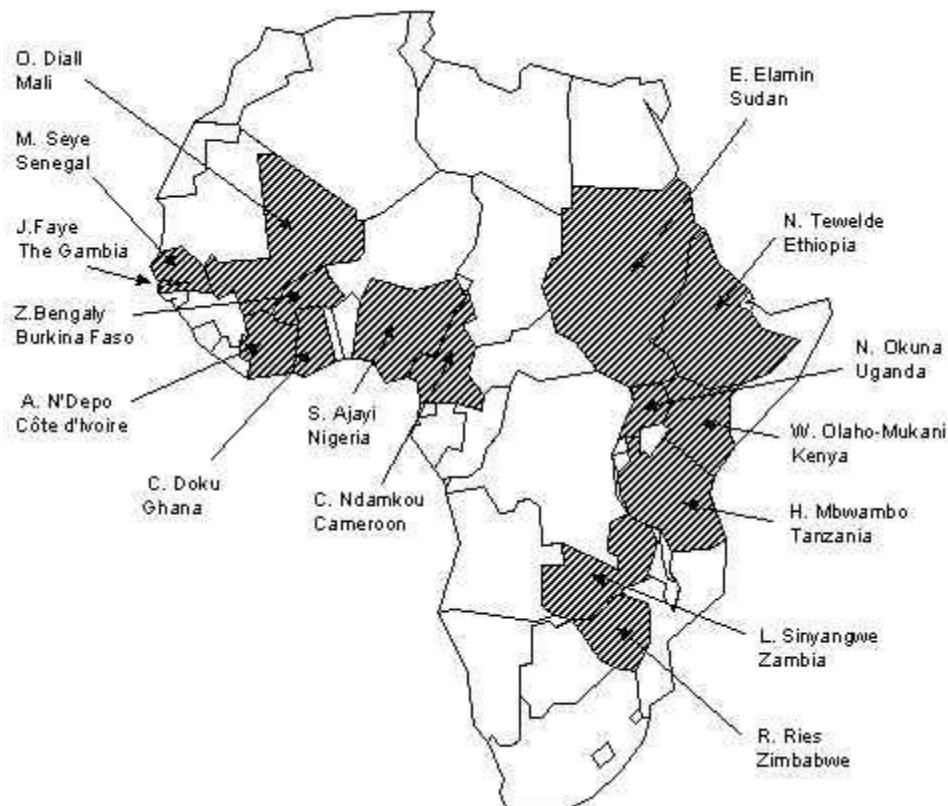 O. Diall
Mali
M. Seye
Senegal
J.Faye
The Gambia
Z.Bengaly
Burkina Faso
A. N'Depo
Côte d'Ivoire
C. Doku
Ghana
S. Ajayi
Nigeria
C. Ndamkou
Cameroon
E. Elamin
Sudan
N. Tewelde
Ethiopia
N. Okuna
Uganda
W. Olaho-Mukani
Kenya
H. Mbwambo
Tanzania
L. Sinyangwe
Zambia
R. Ries
Zimbabwe